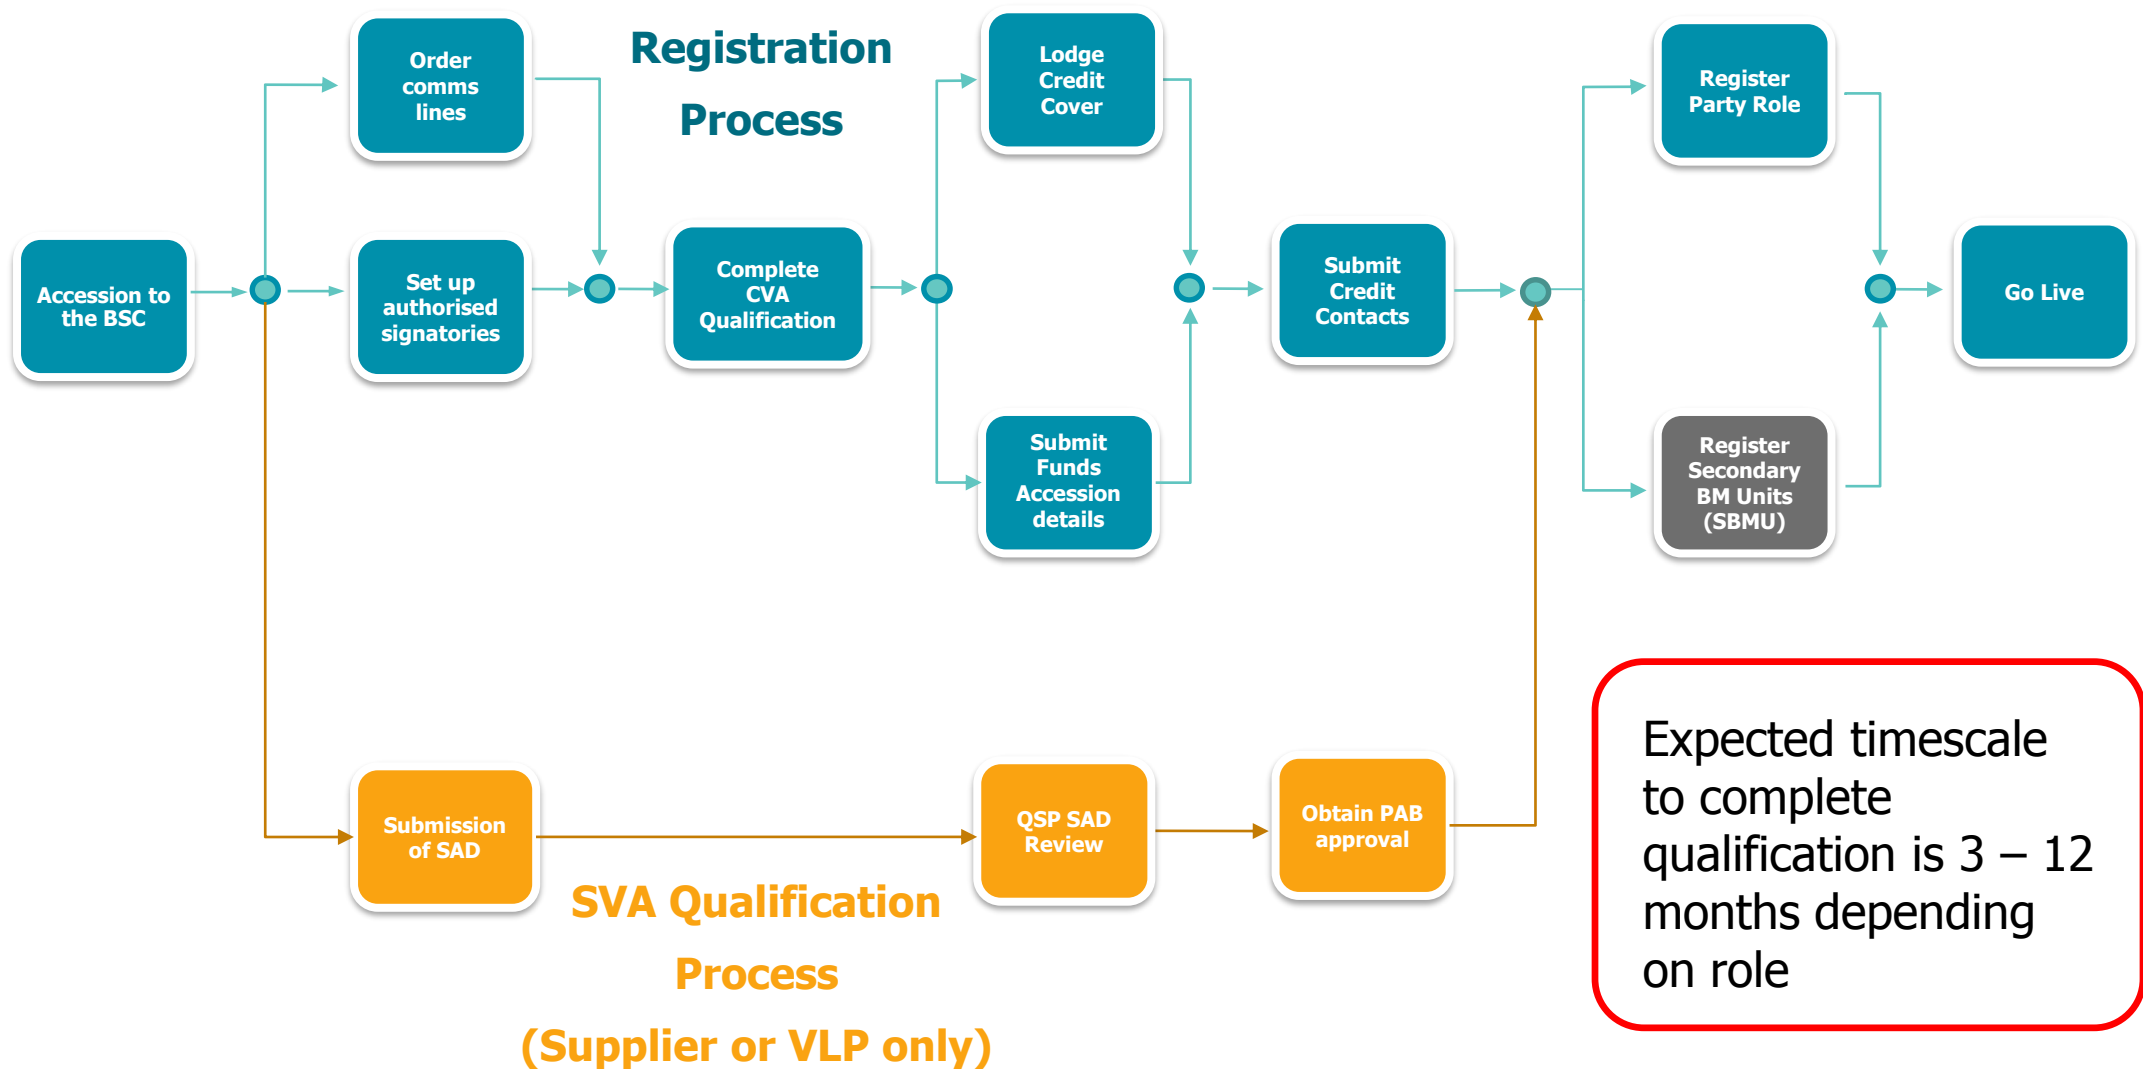 Registration
Process
Order
comms
lines
Lodge
Credit
Cover
Register
Party Role
Accession to
the BSC
Set up
authorised
signatories
Complete
CVA
Qualification
Submit
Credit
Contacts
Go Live
Submit
Funds
Accession
details
Register
Secondary
BM Units
(SBMU)
Submission
of SAD
QSP SAD
Review
Obtain PAB
approval
SVA Qualification
Process
(Supplier or VLP only)
Expected timescale
to complete
qualification is 3 – 12
months depending
on role